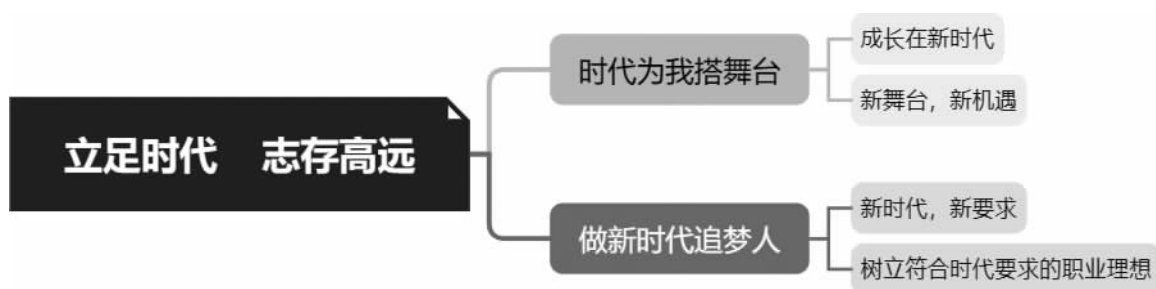 立足时代 志存高远
时代为我搭舞台
成长在新时代
新舞台，新机遇
做新时代追梦人
新时代，新要求
树立符合时代要求的职业理想